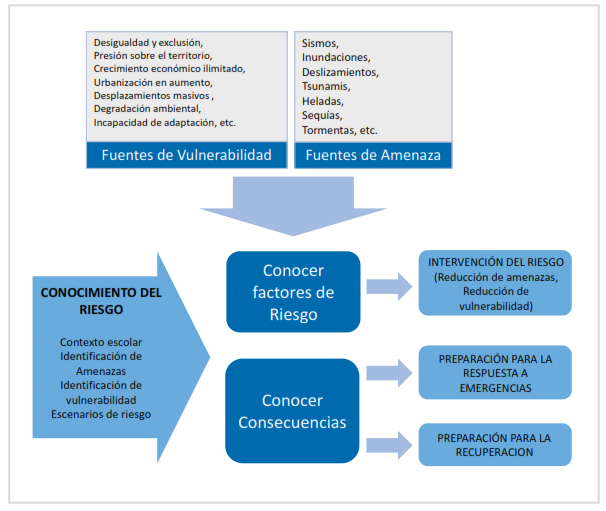 Desigualdad y exclusión,
Presión sobre el territorio,
Crecimiento económico ilimitado,
Urbanización en aumento,
Desplazamientos masivos ,
Degradación ambiental,
Incapacidad de adaptación, etc.
Fuentes de Vulnerabilidad
Sismos,
Inundaciones,
Deslizamientos,
Tsunamis,
Heladas,
Sequías,
Tormentas, etc.
Fuentes de Amenaza
CONOCIMIENTO DEL
RIESGO
Contexto escolar
Identificación de
Amenazas
Identificación de
vulnerabilidad
Escenarios de riesgo
Conocer
factores de
Riesgo
INTERVENCIÓN DEL RIESGO
(Reducción de amenazas,
Reducción de
vulnerabilidad)
Conocer
Consecuencias
PREPARACIÓN PARA LA
RESPUESTA A
EMERGENCIAS
PREPARACIÓN PARA LA
RECUPERACION